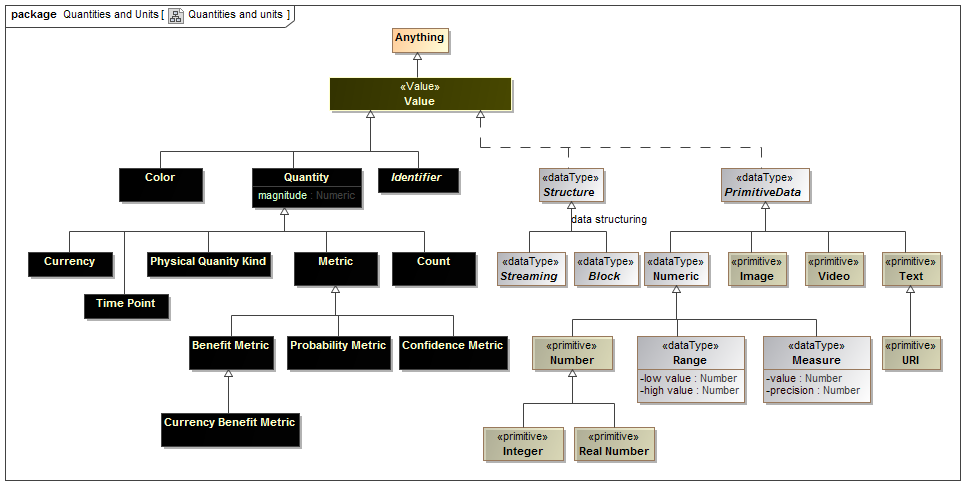 package Quantities and Units [ Quantities and units ]
Anything
«Value»
Value
Color
Quantity
magnitude : Numeric
Identifier
«dataType»
Structure
«dataType»
PrimitiveData
data structuring
Currency
Physical Quanity Kind
Metric
Count
«dataType»
Streaming
«dataType»
Block
«dataType»
Numeric
«primitive»
Image
«primitive»
Video
«primitive»
Text
Time Point
Benefit Metric
Probability Metric
Confidence Metric
«primitive»
Number
«dataType»
Range
-low value : Number
-high value : Number
«dataType»
Measure
-value : Number
-precision : Number
«primitive»
URI
Currency Benefit Metric
«primitive»
Integer
«primitive»
Real Number